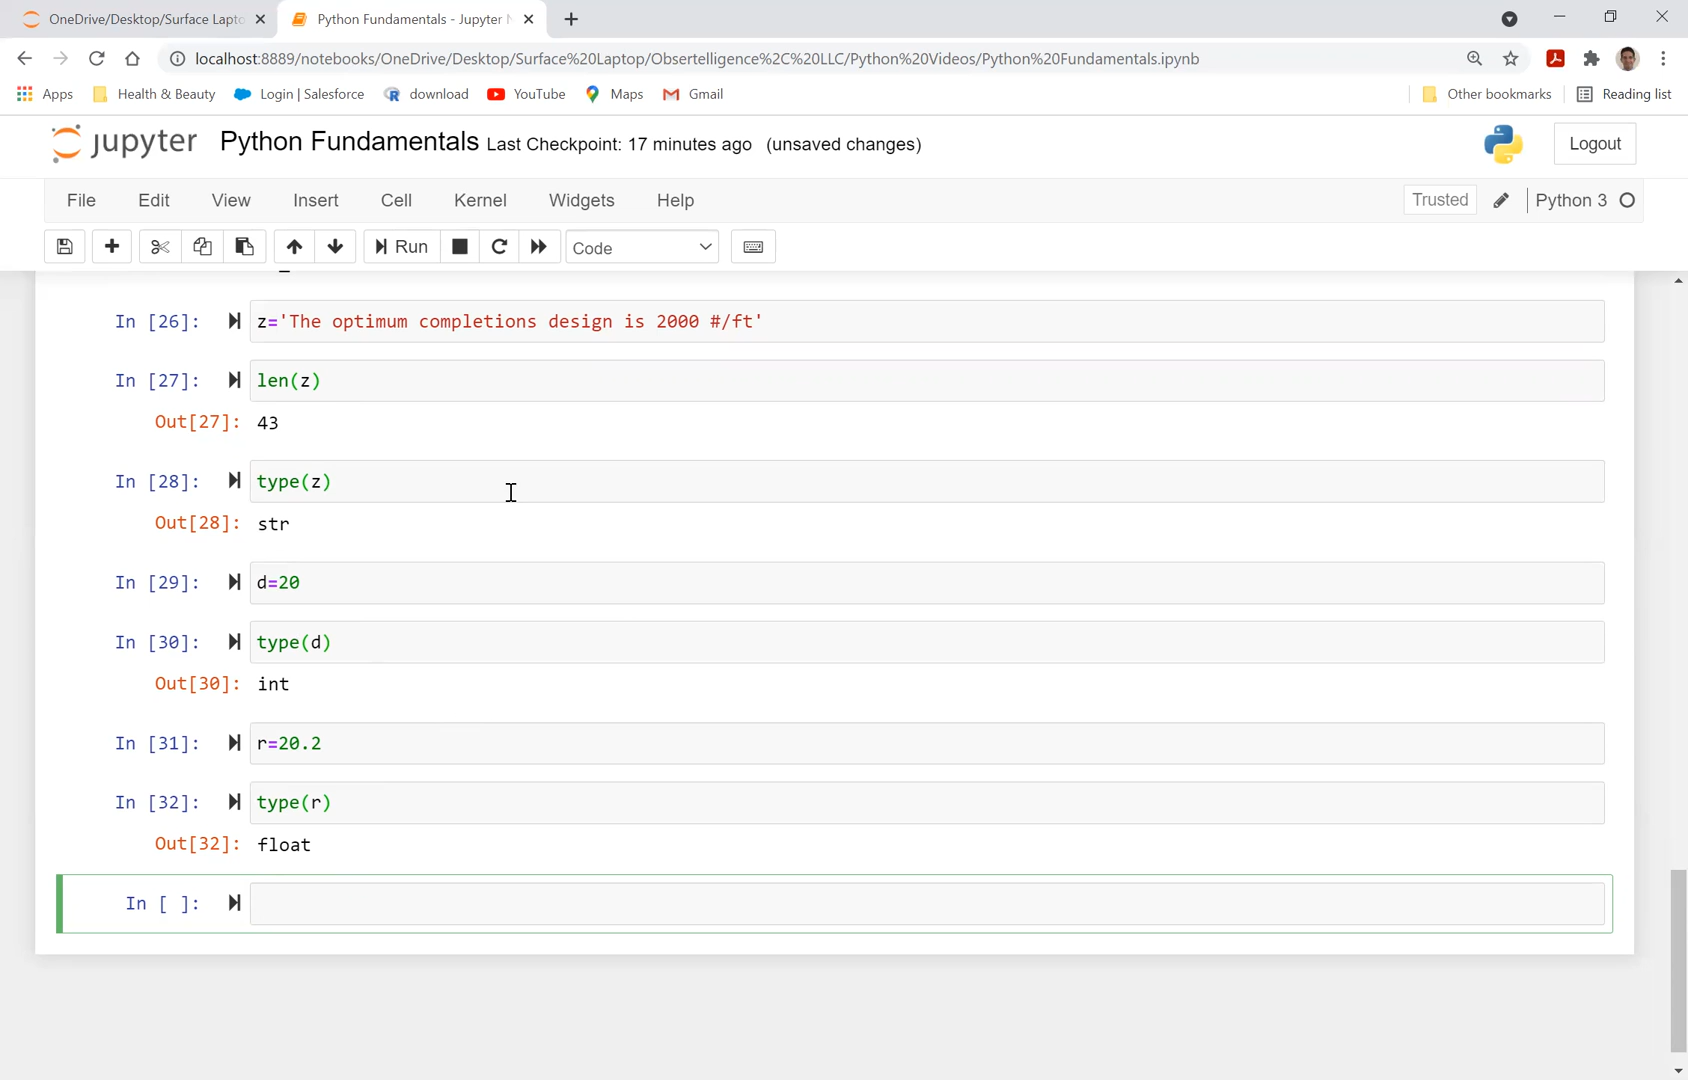 OneDrive/Desktop/Surface Lapto
Python Fundamentals - Jupyter N
localhost:8889/notebooks/OneDrive/Desktop/Surface%20Laptop/Obsertelligence%2C%20LLC/Python%20Videos/Python%20Fundamentals.ipynb
Apps Health & Beauty Login | Salesforce download YouTube Maps Gmail Other bookmarks Reading list
jupyter Python Fundamentals Last Checkpoint: 17 minutes ago (unsaved changes) Logout
File Edit View Insert Cell Kernel Widgets Help Trusted Python 3
Run Code
In [26]: z='The optimum completions design is 2000 #/ft'
In [27]: len(z)
Out[27]: 43
In [28]: type(z)
Out[28]: str
In [29]: d=20
In [30]: type(d)
Out[30]: int
In [31]: r=20.2
In [32]: type(r)
Out[32]: float
In [ ]: